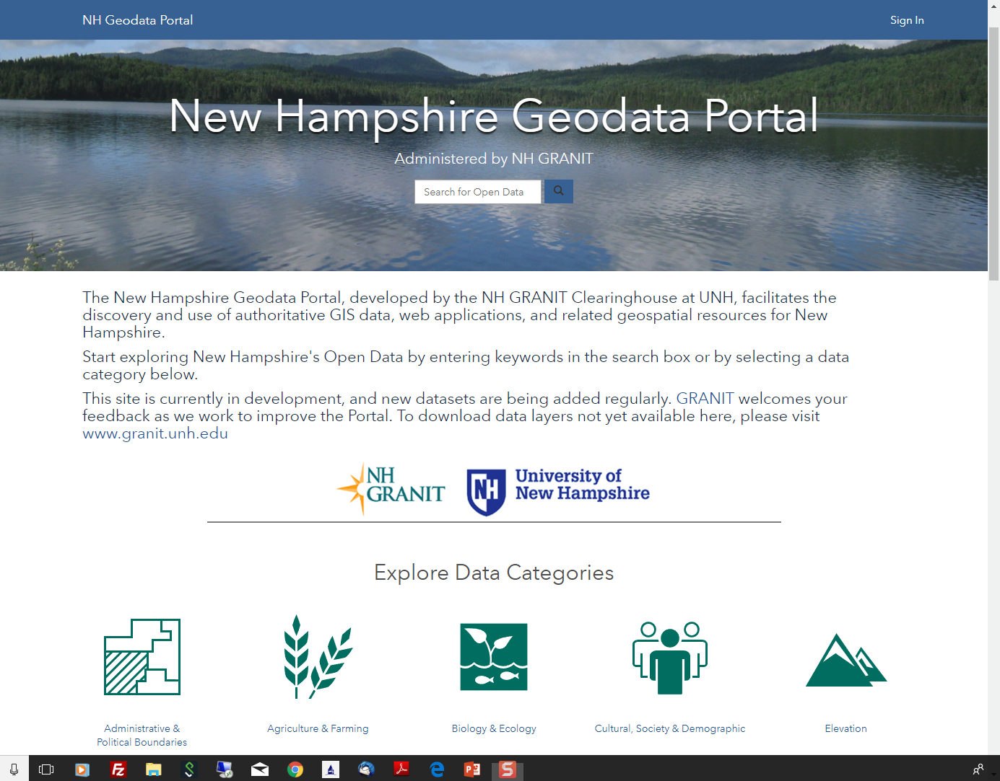 NH Geodata Portal
Sign In
New Hampshire Geodata Portal
Administered by NH GRANIT
Search for Open Data
The New Hampshire Geodata Portal, developed by the NH GRANIT Clearinghouse at UNH, facilitates the
discovery and use of authoritative GIS data, web applications, and related geospatial resources for New
Hampshire.
Start exploring New Hampshire's Open Data by entering keywords in the search box or by selecting a data
category below.
This site is currently in development, and new datasets are being added regularly. GRANIT welcomes your
feedback as we work to improve the Portal. To download data layers not yet available here, please visit
www.granit.unh.edu
NH
GRANIT
NH
University of
New Hampshire
Explore Data Categories
Administrative &
Political Boundaries
Agriculture & Farming
Biology & Ecology
Cultural, Society & Demographic
Elevation